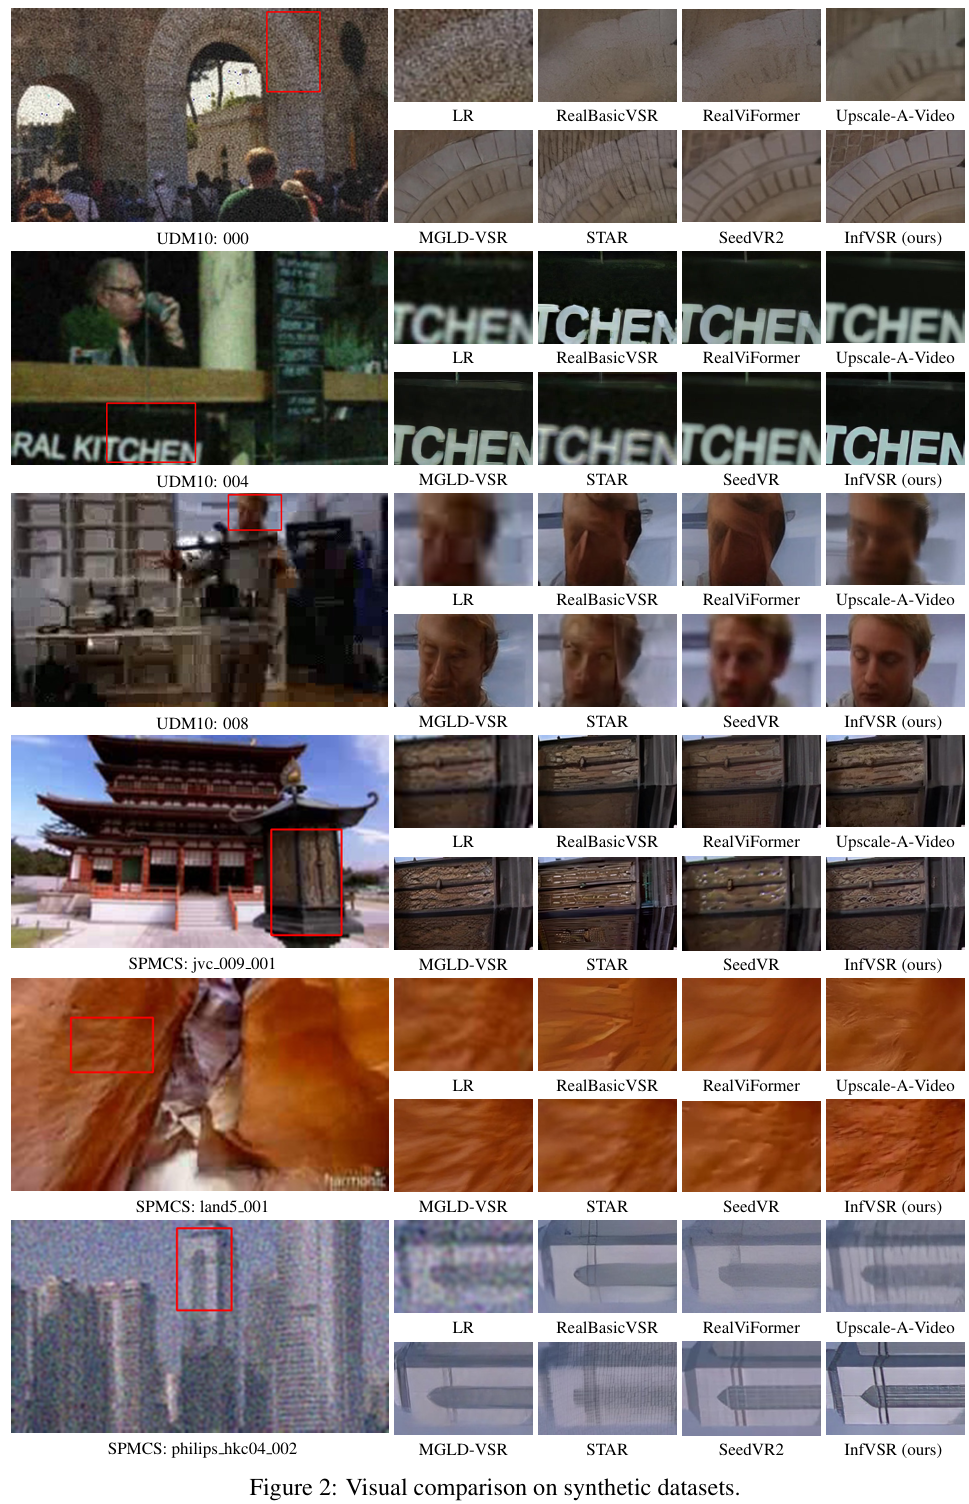 LR RealBasicVSR RealViFormer Upscale-A-Video
MGLD-VSR STAR SeedVR2 InfVSR (ours)
UDM10: 000
RAL KITCHEN
TCHEN TCHEN TCHEN TCHEN
LR RealBasicVSR RealViFormer Upscale-A-Video
TCHEN TCHEN TCHEN TCHEN
MGLD-VSR STAR SeedVR InfVSR (ours)
UDM10: 004
LR RealBasicVSR RealViFormer Upscale-A-Video
MGLD-VSR STAR SeedVR InfVSR (ours)
UDM10: 008
LR RealBasicVSR RealViFormer Upscale-A-Video
MGLD-VSR STAR SeedVR InfVSR (ours)
SPMCS: jvc_009_001
LR RealBasicVSR RealViFormer Upscale-A-Video
harmonic
MGLD-VSR STAR SeedVR InfVSR (ours)
SPMCS: land5_001
LR RealBasicVSR RealViFormer Upscale-A-Video
MGLD-VSR STAR SeedVR2 InfVSR (ours)
SPMCS: philips_hkc04_002
Figure 2: Visual comparison on synthetic datasets.